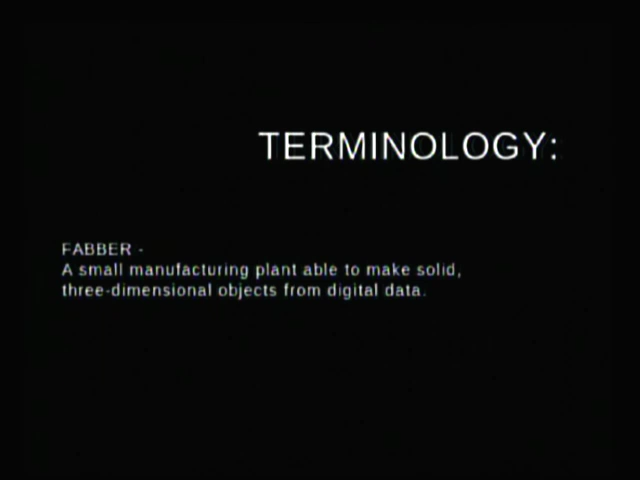 TERMINOLOGY:
FABBER -
A small manufacturing plant able to make solid,
three-dimensional objects from digital data.